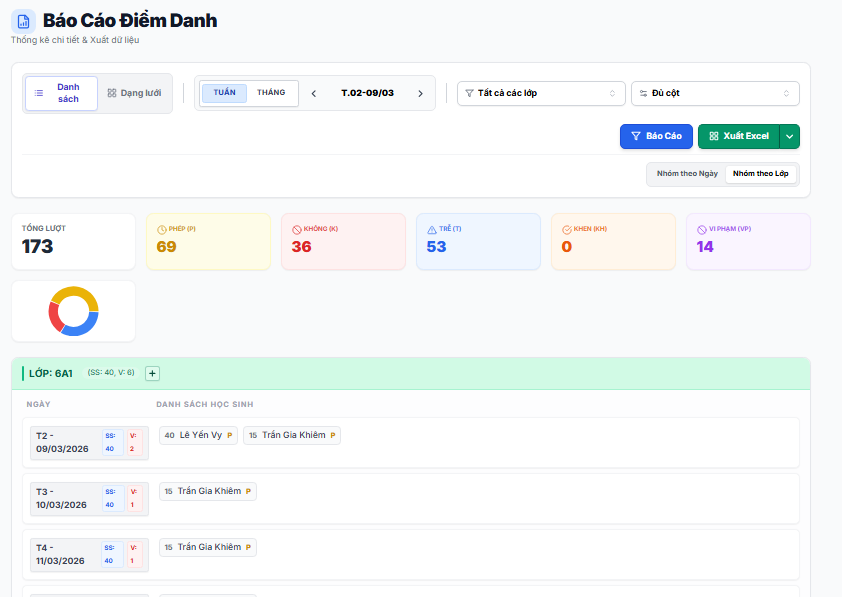 Báo Cáo Điểm Danh
Thống kê chi tiết & Xuất dữ liệu
Danh sách
Dạng lưới
TUẦN
THÁNG
T.02-09/03
Tất cả các lớp
Đủ cột
Báo Cáo
Xuất Excel
Nhóm theo Ngày
Nhóm theo Lớp
TỔNG LƯỢT
173
PHÉP (P)
69
KHÔNG (K)
36
TRỄ (T)
53
KHEN (KH)
0
VI PHẠM (VP)
14
LỚP: 6A1 (SS: 40, V: 6) +
NGÀY DANH SÁCH HỌC SINH
T2 - 09/03/2026 SS: 40 V: 2 40 Lê Yến Vy P 15 Trần Gia Khiêm P
T3 - 10/03/2026 SS: 40 V: 1 15 Trần Gia Khiêm P
T4 - 11/03/2026 SS: 40 V: 1 15 Trần Gia Khiêm P